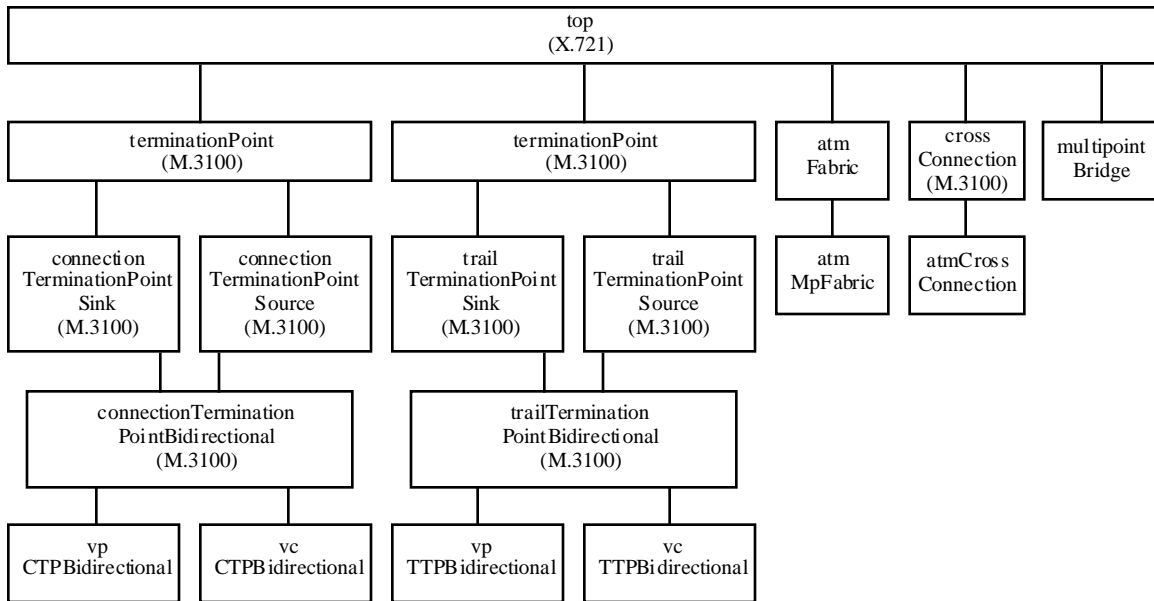 top
(X.721)
terminationPoint
(M.3100)
terminationPoint
(M.3100)
atm
Fabric
cross
Connection
(M.3100)
multipoint
Bridge
connection
TerminationPoint
Sink
(M.3100)
connection
TerminationPoint
Source
(M.3100)
trail
TerminationPoint
Sink
(M.3100)
trail
TerminationPoint
Source
(M.3100)
atm
MpFabric
atmCross
Connection
connectionTermination
PointBidirectional
(M.3100)
trailTermination
PointBidirectional
(M.3100)
vp
CTPBidirectional
vc
CTPBidirectional
vp
TTPBidirectional
vc
TTPBidirectional